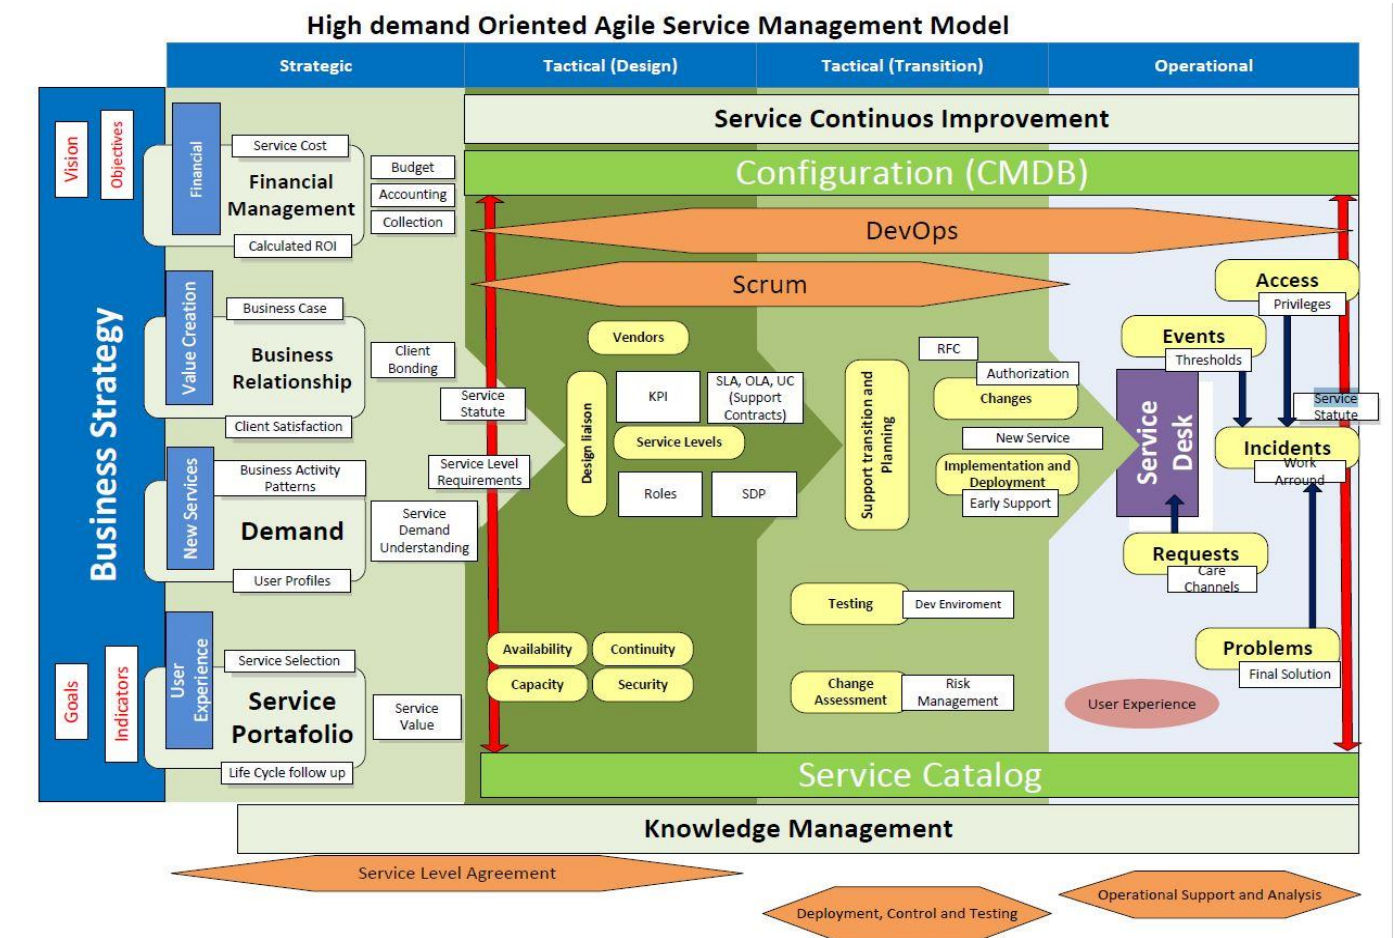 High demand Oriented Agile Service Management Model
Strategic
Tactical (Design)
Tactical (Transition)
Operational
Business Strategy
Vision
Objectives
Goals
Indicators
Financial
Service Cost
Financial
Management
Calculated ROI
Budget
Accounting
Collection
Value Creation
Business Case
Business
Relationship
Client Satisfaction
Client
Bonding
New Services
Business Activity
Patterns
Demand
User Profiles
Service
Demand
Understanding
User
Experience
Service Selection
Service
Portafolio
Life Cycle follow up
Service
Value
Service
Statute
Service Level
Requirements
Service Continuos Improvement
Configuration (CMDB)
DevOps
Scrum
Vendors
Design liaison
KPI
SLA, OLA, UC
(Support
Contracts)
Service Levels
Roles
SDP
Availability
Continuity
Capacity
Security
Support transition and
Planning
RFC
Authorization
Changes
New Service
Implementation and
Deployment
Early Support
Testing
Dev Enviroment
Change
Assessment
Risk
Management
Access
Privileges
Events
Thresholds
Service
Desk
Service
Statute
Incidents
Work
Arround
Requests
Care
Channels
Problems
Final Solution
User Experience
Service Catalog
Knowledge Management
Service Level Agreement
Deployment, Control and Testing
Operational Support and Analysis